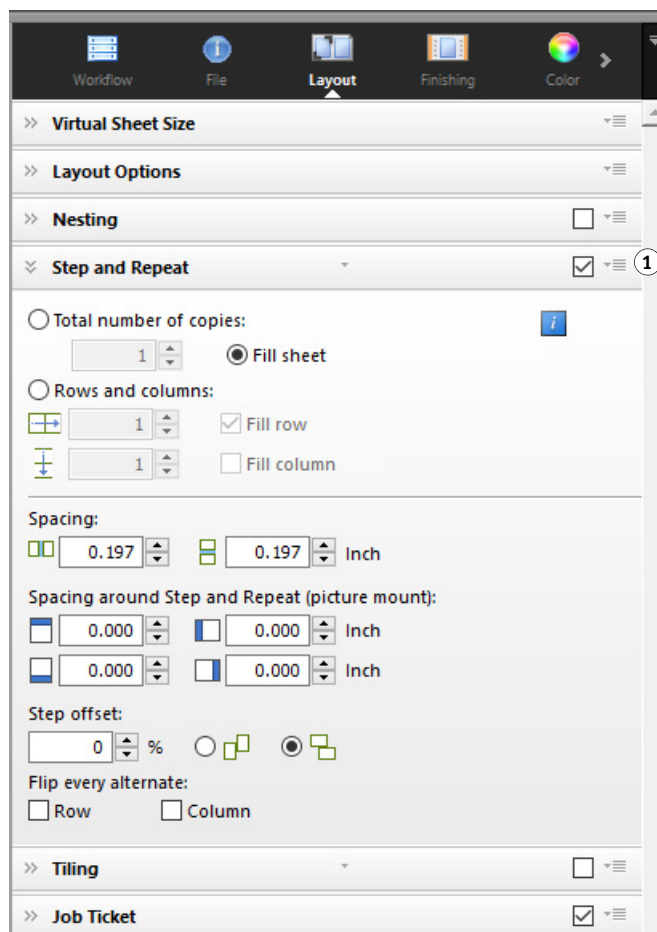 Workflow File Layout Finishing Color
Virtual Sheet Size
Layout Options
Nesting
Step and Repeat 1
Total number of copies:
i
1 Fill sheet
Rows and columns:
1 Fill row
1 Fill column
Spacing:
0.197 0.197 Inch
Spacing around Step and Repeat (picture mount):
0.000 0.000 Inch
0.000 0.000 Inch
Step offset:
0 %
Flip every alternate:
Row Column
Tiling
Job Ticket